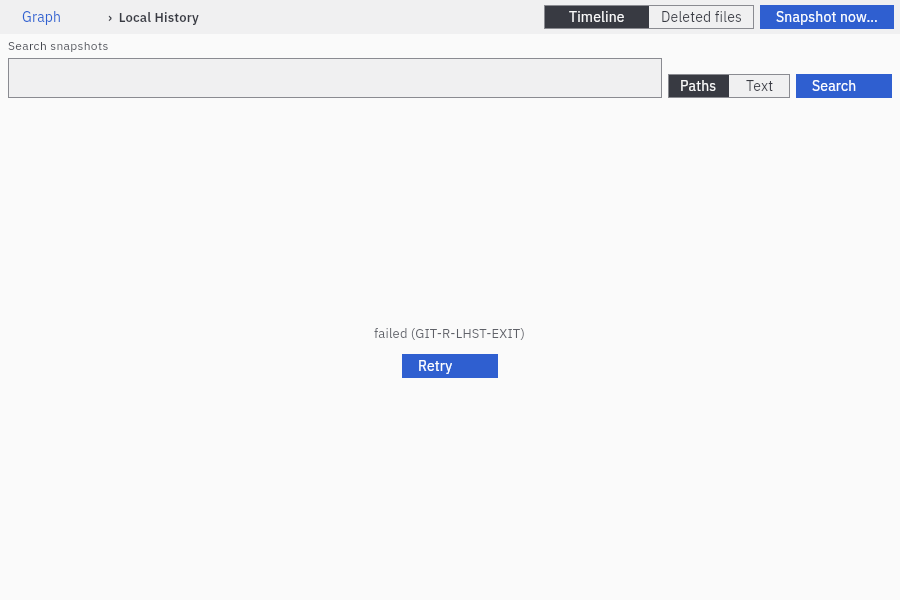 Graph › Local History Timeline Deleted files Snapshot now...
Search snapshots
Paths Text Search
failed (GIT-R-LHST-EXIT)
Retry